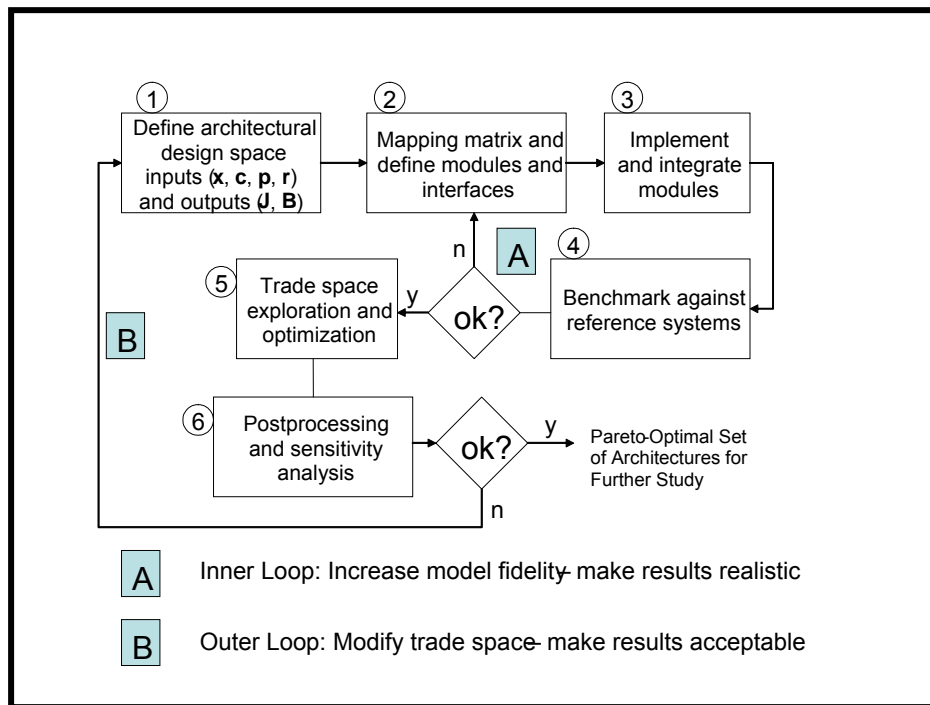 1
Define architectural
design space
inputs (x, c, p, r)
and outputs (J, B)
2
Mapping matrix and
define modules and
interfaces
3
Implement
and integrate
modules
4
Benchmark against
reference systems
n
A
ok?
y
5
Trade space
exploration and
optimization
B
6
Postprocessing
and sensitivity
analysis
ok?
y
n
Pareto-Optimal Set
of Architectures for
Further Study
A Inner Loop: Increase model fidelity– make results realistic
B Outer Loop: Modify trade space– make results acceptable